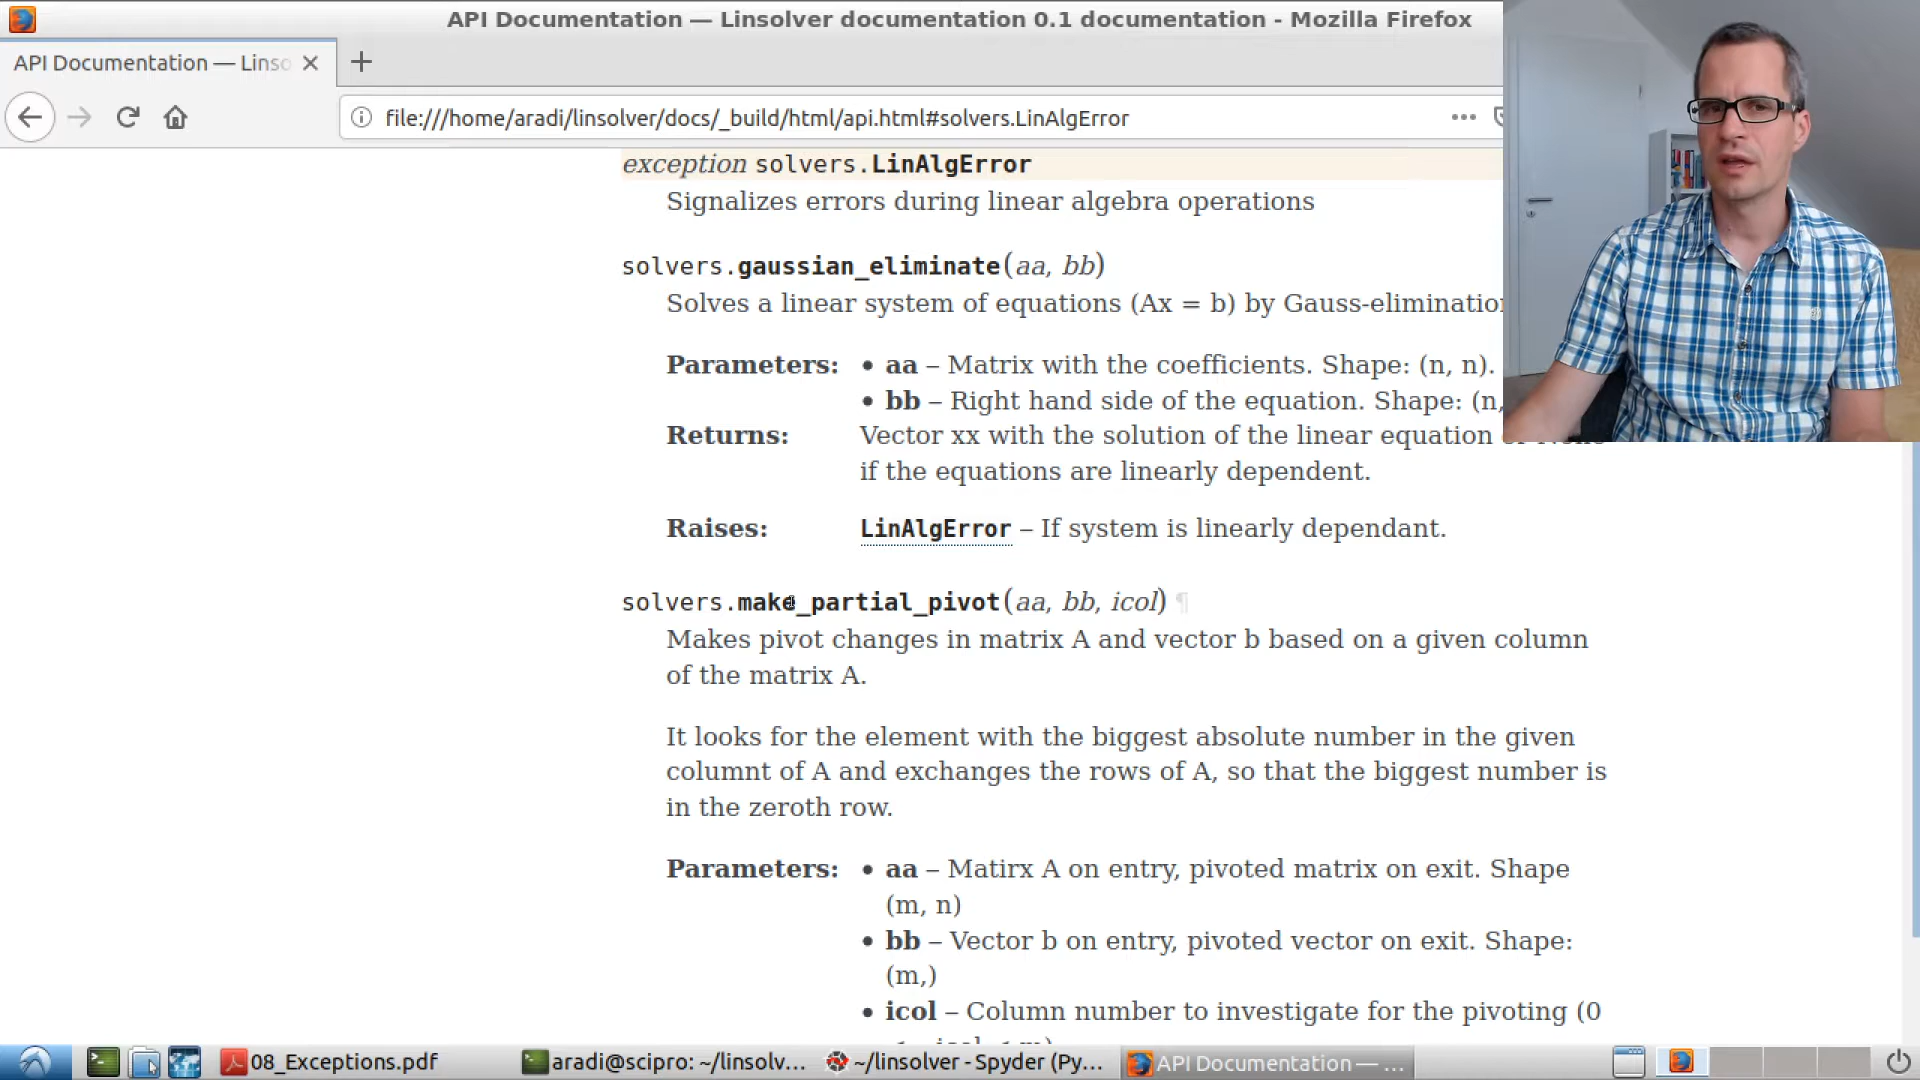 API Documentation — Linsolver documentation 0.1 documentation - Mozilla Firefox
API Documentation — Linso
file:///home/aradi/linsolver/docs/_build/html/api.html#solvers.LinAlgError
exception solvers.LinAlgError
Signalizes errors during linear algebra operations
solvers.gaussian_eliminate(aa, bb)
Solves a linear system of equations (Ax = b) by Gauss-elimination
Parameters: • aa – Matrix with the coefficients. Shape: (n, n).
• bb – Right hand side of the equation. Shape: (n,
Returns: Vector xx with the solution of the linear equation
if the equations are linearly dependent.
Raises: LinAlgError – If system is linearly dependant.
solvers.make_partial_pivot(aa, bb, icol) ¶
Makes pivot changes in matrix A and vector b based on a given column
of the matrix A.
It looks for the element with the biggest absolute number in the given
columnt of A and exchanges the rows of A, so that the biggest number is
in the zeroth row.
Parameters: • aa – Matirx A on entry, pivoted matrix on exit. Shape
(m, n)
• bb – Vector b on entry, pivoted vector on exit. Shape:
(m,)
• icol – Column number to investigate for the pivoting (0
08_Exceptions.pdf
aradi@scipro: ~/linsolv...
~/linsolver - Spyder (Py...
API Documentation — ...